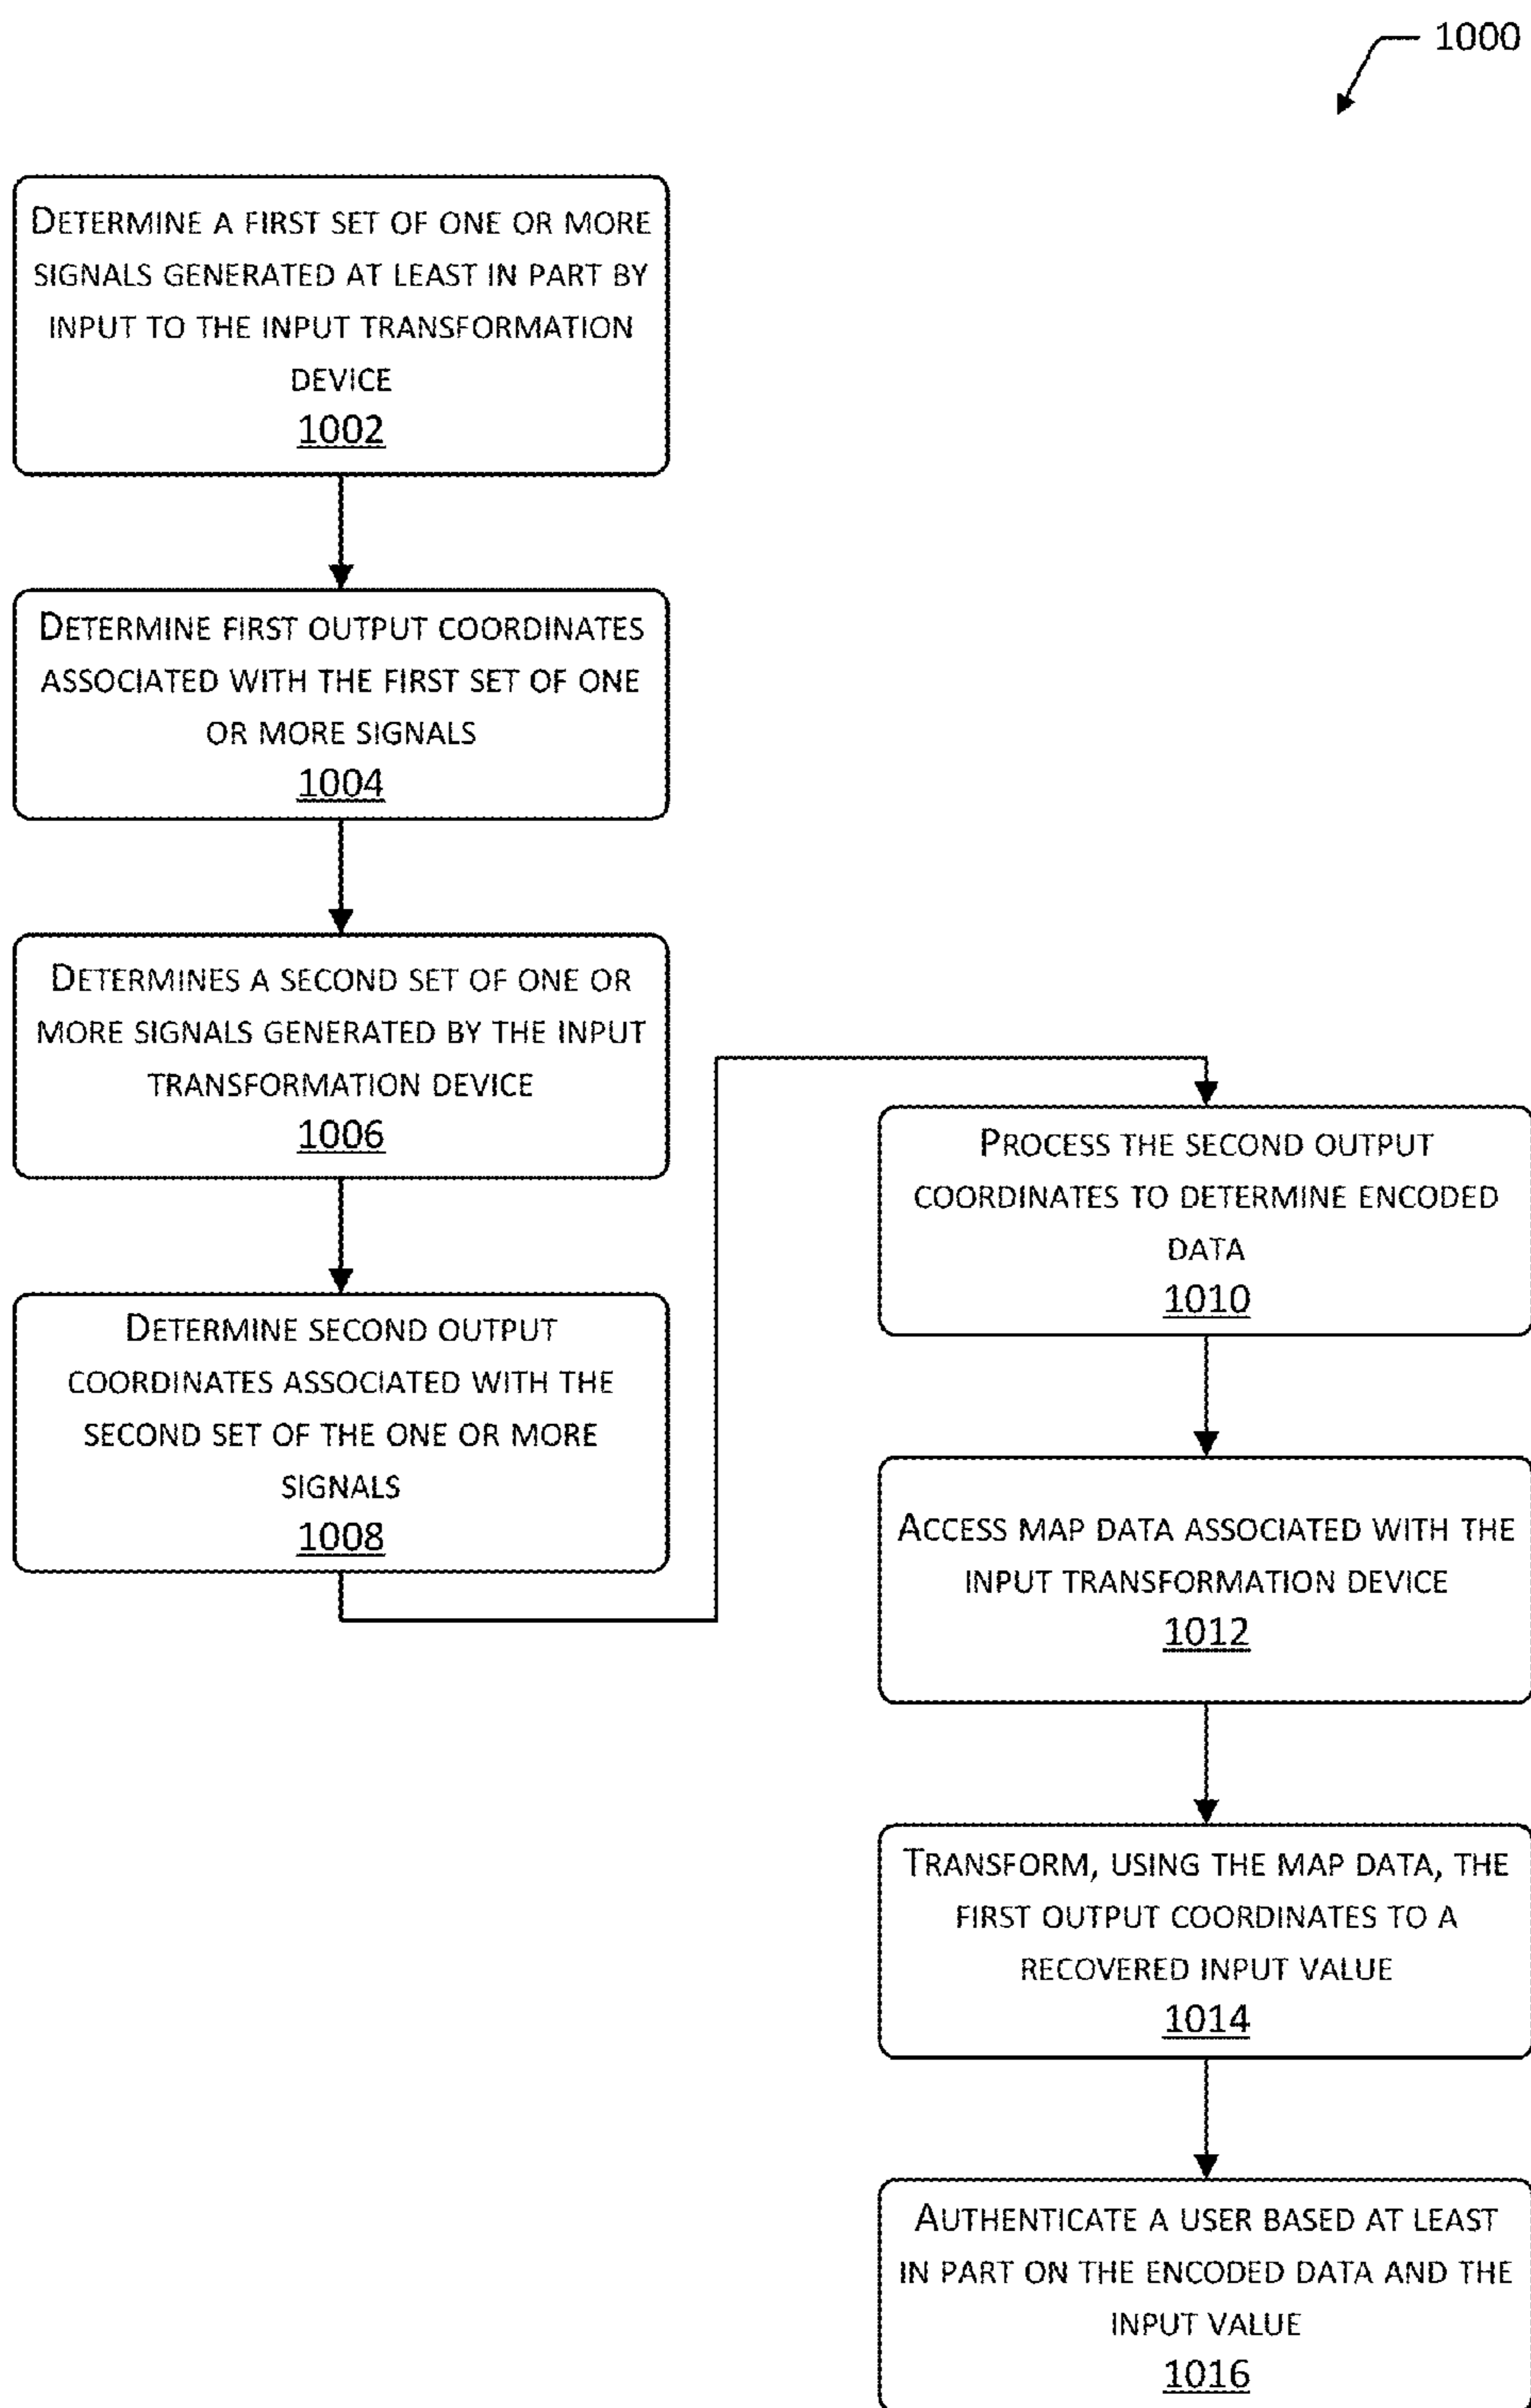 1000
DETERMINE A FIRST SET OF ONE OR MORE
SIGNALS GENERATED AT LEAST IN PART BY
INPUT TO THE INPUT TRANSFORMATION
DEVICE
1002
DETERMINE FIRST OUTPUT COORDINATES
ASSOCIATED WITH THE FIRST SET OF ONE
OR MORE SIGNALS
1004
DETERMINES A SECOND SET OF ONE OR
MORE SIGNALS GENERATED BY THE INPUT
TRANSFORMATION DEVICE
1006
DETERMINE SECOND OUTPUT
COORDINATES ASSOCIATED WITH THE
SECOND SET OF THE ONE OR MORE
SIGNALS
1008
PROCESS THE SECOND OUTPUT
COORDINATES TO DETERMINE ENCODED
DATA
1010
ACCESS MAP DATA ASSOCIATED WITH THE
INPUT TRANSFORMATION DEVICE
1012
TRANSFORM, USING THE MAP DATA, THE
FIRST OUTPUT COORDINATES TO A
RECOVERED INPUT VALUE
1014
AUTHENTICATE A USER BASED AT LEAST
IN PART ON THE ENCODED DATA AND THE
INPUT VALUE
1016